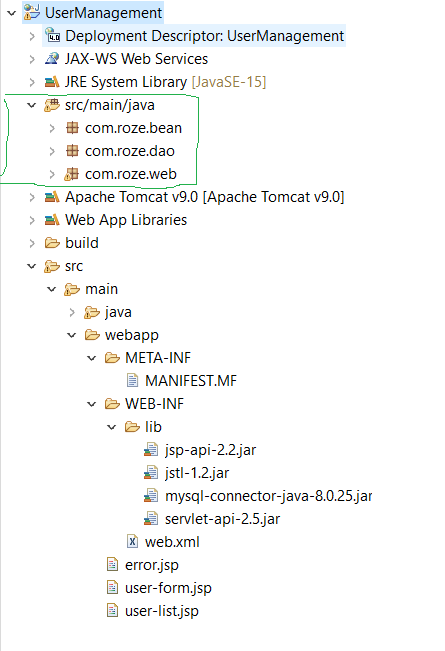 UserManagement
4.0 Deployment Descriptor: UserManagement
JAX-WS Web Services
JRE System Library [JavaSE-15]
src/main/java
com.roze.bean
com.roze.dao
com.roze.web
Apache Tomcat v9.0 [Apache Tomcat v9.0]
Web App Libraries
build
src
main
java
webapp
META-INF
MANIFEST.MF
WEB-INF
lib
jsp-api-2.2.jar
jstl-1.2.jar
mysql-connector-java-8.0.25.jar
servlet-api-2.5.jar
web.xml
error.jsp
user-form.jsp
user-list.jsp